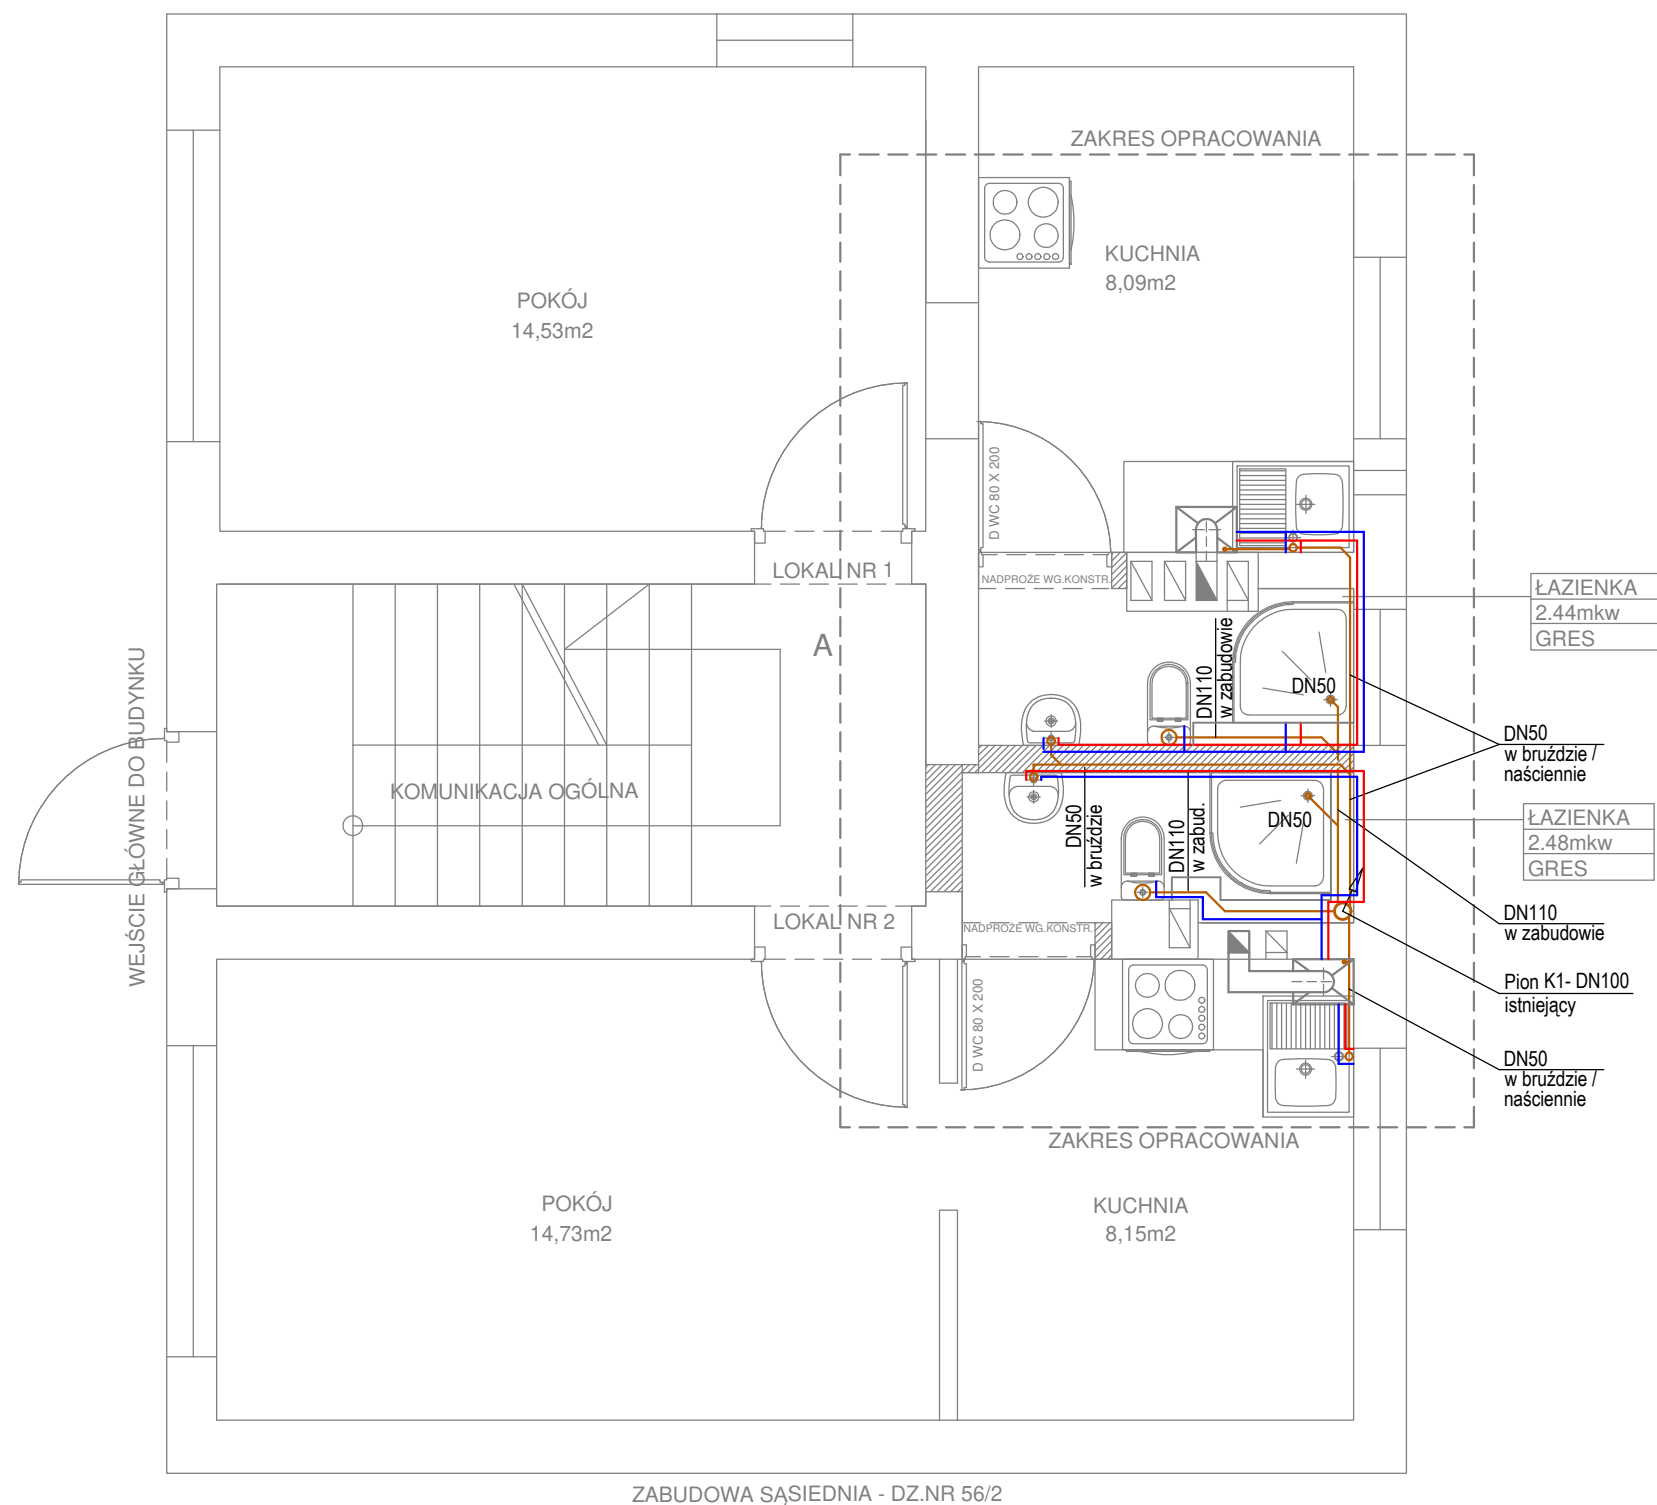 ZAKRES OPRACOWANIA
KUCHNIA
8,09m2
POKÓJ
14,53m2
D WC 80 X 200
LOKAL NR 1
NADPROŻE WG.KONSTR.
ŁAZIENKA
2.44mkw
GRES
A
DN110
w zabudowie
DN50
WEJŚCIE GŁÓWNE DO BUDYNKU
DN50
w bruździe /
naściennie
KOMUNIKACJA OGÓLNA
DN50
w bruździe
DN110
w zabud.
DN50
ŁAZIENKA
2.48mkw
GRES
LOKAL NR 2
NADPROŻE WG.KONSTR.
DN110
w zabudowie
D WC 80 X 200
Pion K1- DN100
istniejący
DN50
w bruździe /
naściennie
ZAKRES OPRACOWANIA
POKÓJ
14,73m2
KUCHNIA
8,15m2
ZABUDOWA SĄSIEDNIA - DZ.NR 56/2